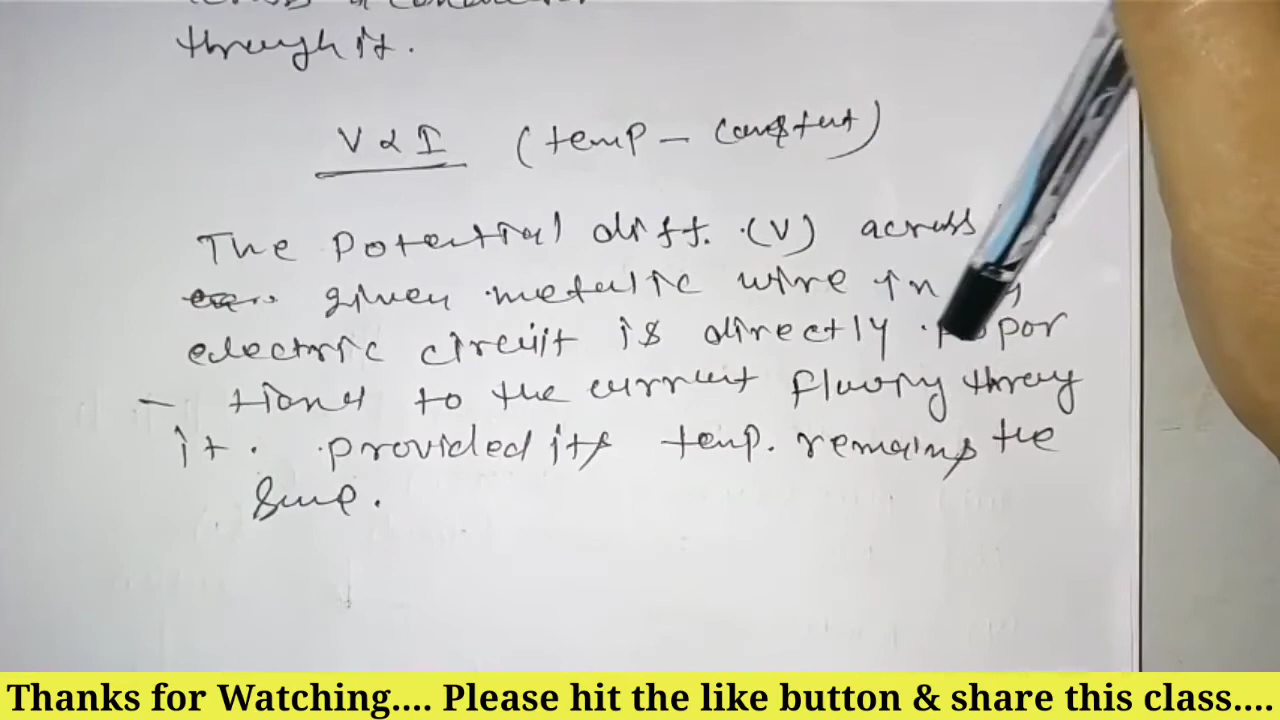 through it.
V α I (temp - constant)
The Potential diff. (V) across
given metallic wire in
electric circuit is directly propor
- tional to the current flowing through
it. provided its temp. remains the
same.
Thanks for Watching.... Please hit the like button & share this class....